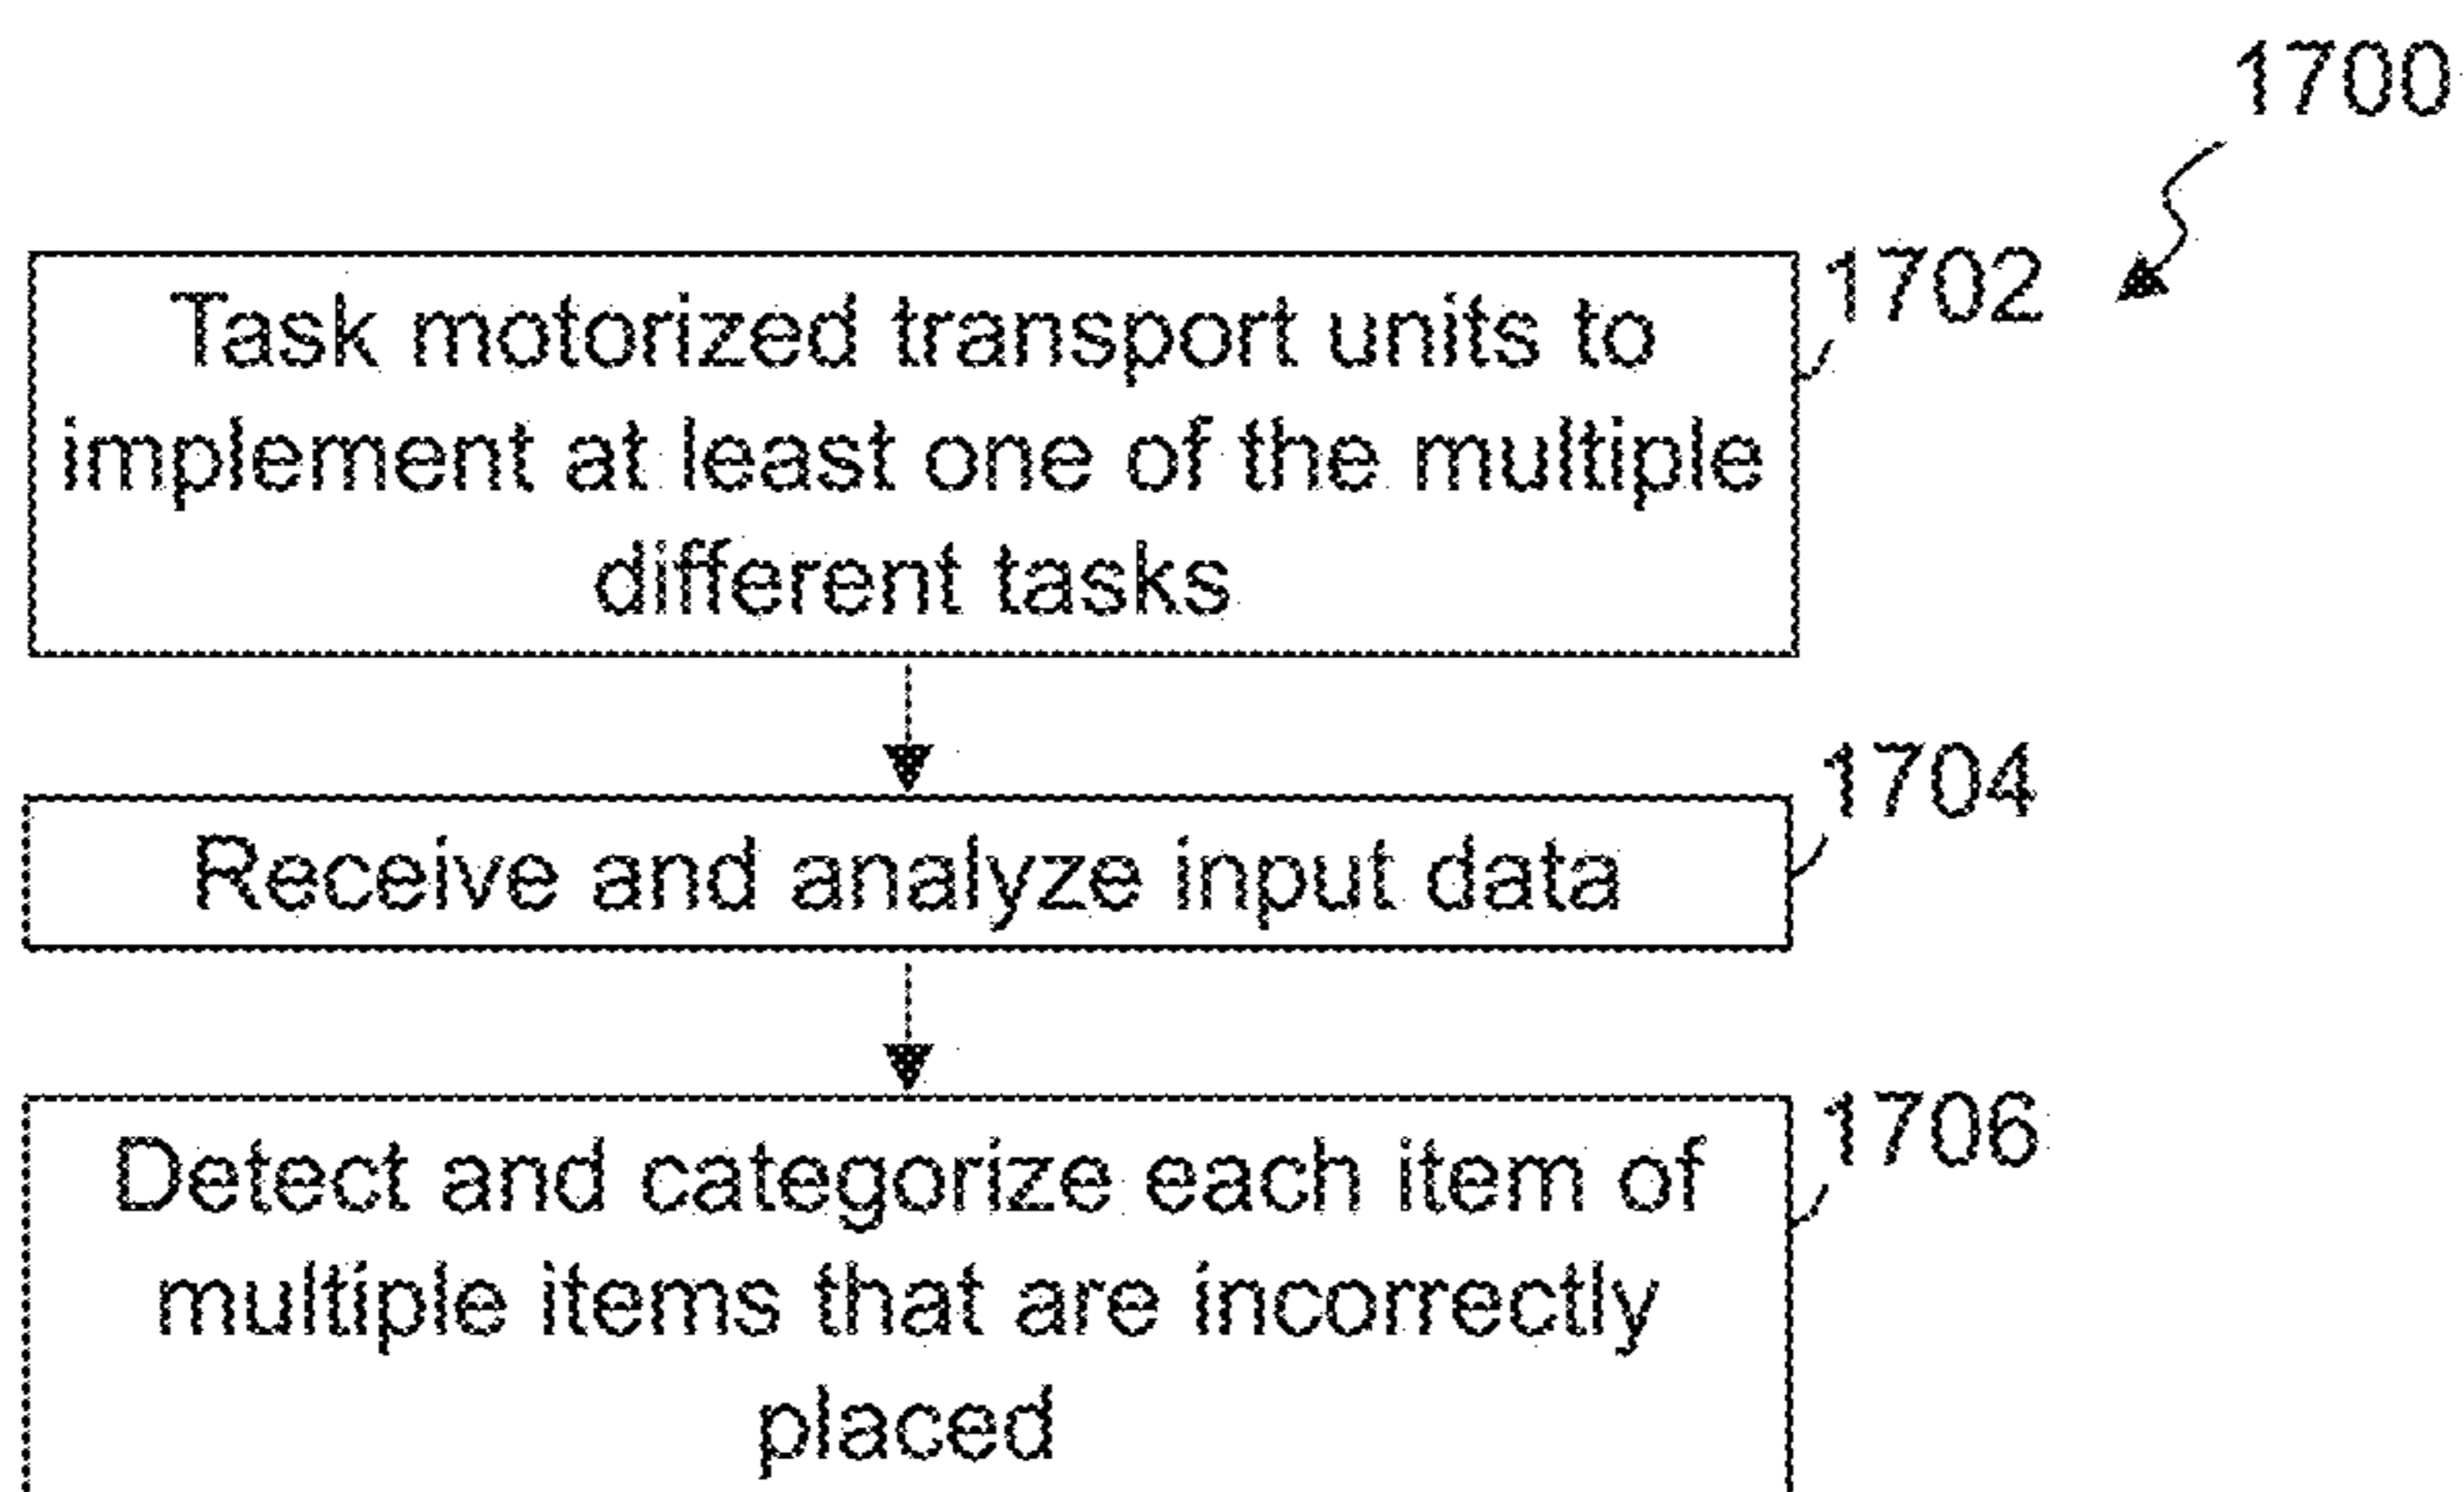 1700
1702
Task motorized transport units to
implement at least one of the multiple
different tasks
1704
Receive and analyze input data
1706
Detect and categorize each item of
multiple items that are incorrectly
placed